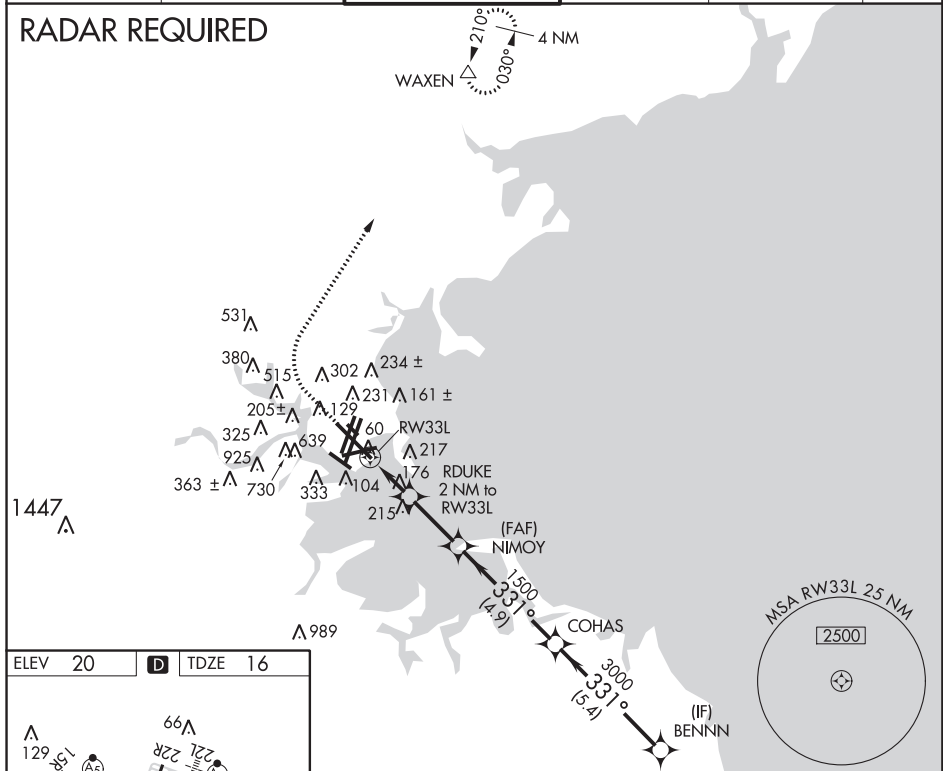 RADAR REQUIRED
210°
4 NM
030°
WAXEN
531
380
515
302
234 ±
231
161 ±
205±
129
325
639
60
RW33L
925
217
363 ±
730
333
104
176
RDUKE
2 NM to
RW33L
215
1447
(FAF)
NIMOY
1500
331°
(4.9)
COHAS
989
3000
331°
(5.4)
(IF)
BENNN
MSA RW33L 25 NM
2500
ELEV 20
D
TDZE 16
129
15R
A5
66
22R
22L